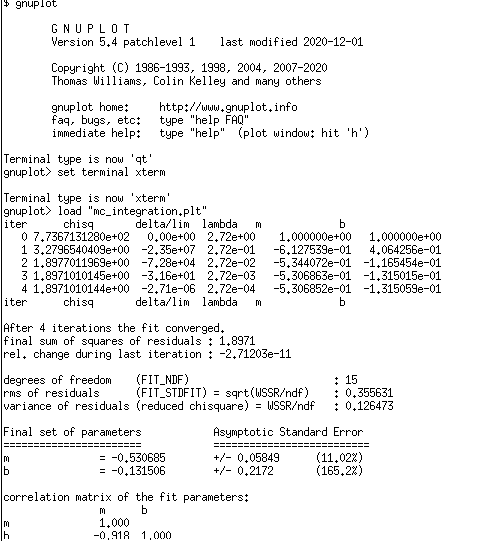 $ gnuplot
G N U P L O T
Version 5.4 patchlevel 1    last modified 2020-12-01
Copyright (C) 1986-1993, 1998, 2004, 2007-2020
Thomas Williams, Colin Kelley and many others
gnuplot home:     http://www.gnuplot.info
faq, bugs, etc:   type "help FAQ"
immediate help:   type "help"  (plot window: hit 'h')
Terminal type is now 'qt'
gnuplot> set terminal xterm
Terminal type is now 'xterm'
gnuplot> load "mc_integration.plt"
iter      chisq       delta/lim  lambda   m             b
0 7.7367131280e+02   0.00e+00  2.72e+00   1.000000e+00   1.000000e+00
1 3.2796540409e+00  -2.35e+07  2.72e-01  -6.127539e-01   4.064256e-01
2 1.8977011969e+00  -7.28e+04  2.72e-02  -5.344072e-01  -1.165454e-01
3 1.8971010145e+00  -3.16e+01  2.72e-03  -5.306863e-01  -1.315015e-01
4 1.8971010144e+00  -2.71e-06  2.72e-04  -5.306852e-01  -1.315059e-01
iter      chisq       delta/lim  lambda   m             b
After 4 iterations the fit converged.
final sum of squares of residuals : 1.8971
rel. change during last iteration : -2.71203e-11
degrees of freedom    (FIT_NDF)                        : 15
rms of residuals      (FIT_STDFIT) = sqrt(WSSR/ndf)    : 0.355631
variance of residuals (reduced chisquare) = WSSR/ndf   : 0.126473
Final set of parameters            Asymptotic Standard Error
=======================            ==========================
m               = -0.530685        +/- 0.05849      (11.02%)
b               = -0.131506        +/- 0.2172       (165.2%)
correlation matrix of the fit parameters:
m      b
m               1.000
b              -0.918  1.000